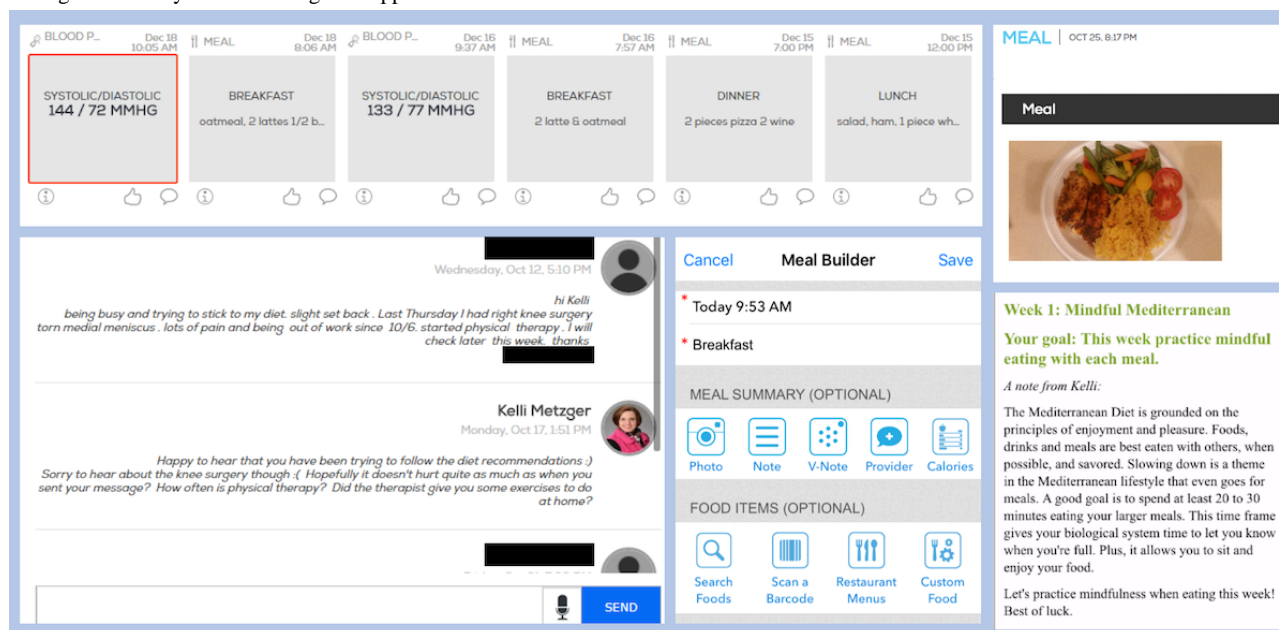 BLOOD P... Dec 18 10:05 AM
SYSTOLIC/DIASTOLIC
144 / 72 MMHG
MEAL Dec 18 8:06 AM
BREAKFAST
oatmeal, 2 lattes 1/2 b...
BLOOD P... Dec 16 9:37 AM
SYSTOLIC/DIASTOLIC
133 / 77 MMHG
MEAL Dec 16 7:57 AM
BREAKFAST
2 latte & oatmeal
MEAL Dec 15 7:00 PM
DINNER
2 pieces pizza 2 wine
MEAL Dec 15 12:00 PM
LUNCH
salad, ham, 1 piece wh...
MEAL | OCT 25, 8:17 PM
Meal
Wednesday, Oct 12, 5:10 PM
hi Kelli
being busy and trying to stick to my diet. slight set back . Last Thursday I had right knee surgery
torn medial meniscus . lots of pain and being out of work since 10/6. started physical therapy . I will
check later this week. thanks
Kelli Metzger
Monday, Oct 17, 1:51 PM
Happy to hear that you have been trying to follow the diet recommendations :)
Sorry to hear about the knee surgery though :( Hopefully it doesn't hurt quite as much as when you
sent your message? How often is physical therapy? Did the therapist give you some exercises to do
at home?
SEND
Cancel Meal Builder Save
* Today 9:53 AM
* Breakfast
MEAL SUMMARY (OPTIONAL)
Photo Note V-Note Provider Calories
FOOD ITEMS (OPTIONAL)
Search Foods
Scan a Barcode
Restaurant Menus
Custom Food
Week 1: Mindful Mediterranean
Your goal: This week practice mindful
eating with each meal.
A note from Kelli:
The Mediterranean Diet is grounded on the
principles of enjoyment and pleasure. Foods,
drinks and meals are best eaten with others, when
possible, and savored. Slowing down is a theme
in the Mediterranean lifestyle that even goes for
meals. A good goal is to spend at least 20 to 30
minutes eating your larger meals. This time frame
gives your biological system time to let you know
when you're full. Plus, it allows you to sit and
enjoy your food.
Let's practice mindfulness when eating this week!
Best of luck.